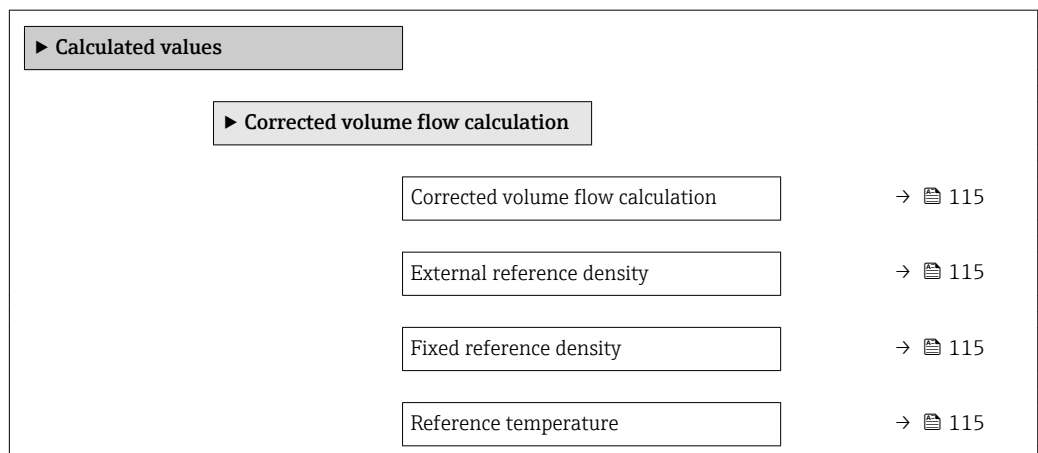 ▶ Calculated values
▶ Corrected volume flow calculation
Corrected volume flow calculation → 115
External reference density → 115
Fixed reference density → 115
Reference temperature → 115